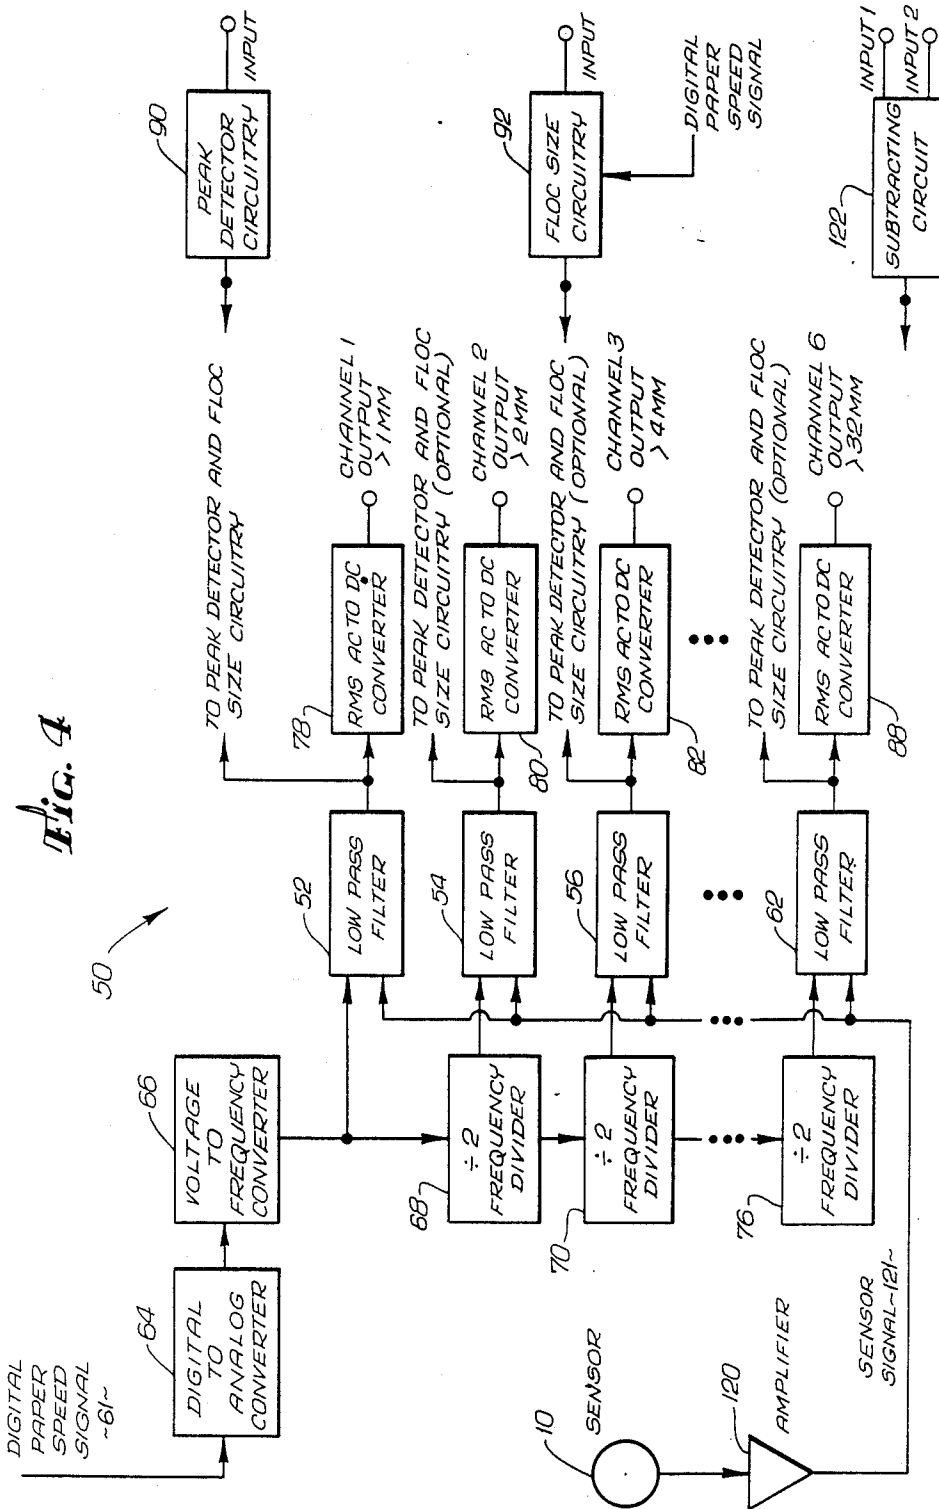 Fig. 4
50
DIGITAL
PAPER
SPEED
SIGNAL
~61~
64
DIGITAL
TO
ANALOG
CONVERTER
66
VOLTAGE
TO
FREQUENCY
CONVERTER
68
÷2
FREQUENCY
DIVIDER
70
÷2
FREQUENCY
DIVIDER
76
÷2
FREQUENCY
DIVIDER
10
SENSOR
120
AMPLIFIER
SENSOR
SIGNAL~121~
52
LOW PASS
FILTER
54
LOW PASS
FILTER
56
LOW PASS
FILTER
62
LOW PASS
FILTER
TO PEAK DETECTOR AND FLOC
SIZE CIRCUITRY
78
RMS AC TO DC
CONVERTER
CHANNEL 1
OUTPUT
>1MM
TO PEAK DETECTOR AND FLOC
SIZE CIRCUITRY (OPTIONAL)
RMS AC TO DC
CONVERTER
80
CHANNEL 2
OUTPUT
>2MM
TO PEAK DETECTOR AND FLOC
SIZE CIRCUITRY (OPTIONAL)
RMS AC TO DC
CONVERTER
82
CHANNEL 3
OUTPUT
>4MM
TO PEAK DETECTOR AND FLOC
SIZE CIRCUITRY (OPTIONAL)
RMS AC TO DC
CONVERTER
88
CHANNEL 6
OUTPUT
>32MM
90
PEAK
DETECTOR
CIRCUITRY
INPUT
92
FLOC SIZE
CIRCUITRY
INPUT
DIGITAL
PAPER
SPEED
SIGNAL
122
SUBTRACTING
CIRCUIT
INPUT 1
INPUT 2